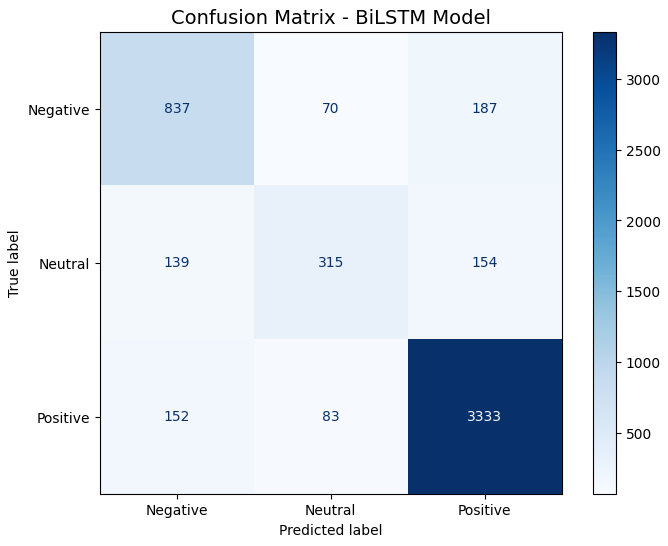 Confusion Matrix - BiLSTM Model
True label
Negative
837 70 187
Neutral
139 315 154
Positive
152 83 3333
Negative Neutral Positive
Predicted label
3000
2500
2000
1500
1000
500